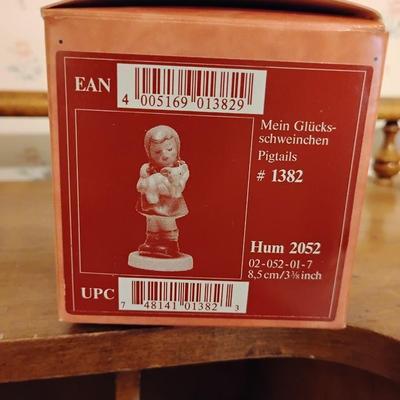 EAN
4 005169 013829
Mein Glücks-
schweinchen
Pigtails
# 1382
Hum 2052
02-052-01-7
8,5 cm/3⅜ inch
UPC
7 48141 01382 3